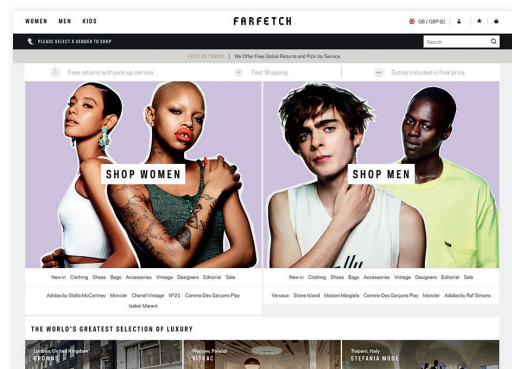 WOMEN MEN KIDS
FARFETCH
GB / GBP (£)
PLEASE SELECT A GENDER TO SHOP
Search
FREE RETURNS | We Offer Free Global Returns and Pick Up Service
Free returns with pick-up service
Fast Shipping
Duties included in final price
SHOP WOMEN
SHOP MEN
New in Clothing Shoes Bags Accessories Vintage Designers Editorial Sale
Adidas by Stella McCartney Moncler Chanel Vintage Nº21 Comme Des Garçons Play
Isabel Marant
New in Clothing Shoes Bags Accessories Vintage Designers Editorial Sale
Versace Stone Island Maison Margiela Comme Des Garçons Play Moncler Adidas by Raf Simons
THE WORLD'S GREATEST SELECTION OF LUXURY
London, United Kingdom
BROWNS
Warsaw, Poland
VITKAC
Trapani, Italy
STEFANIA MODE